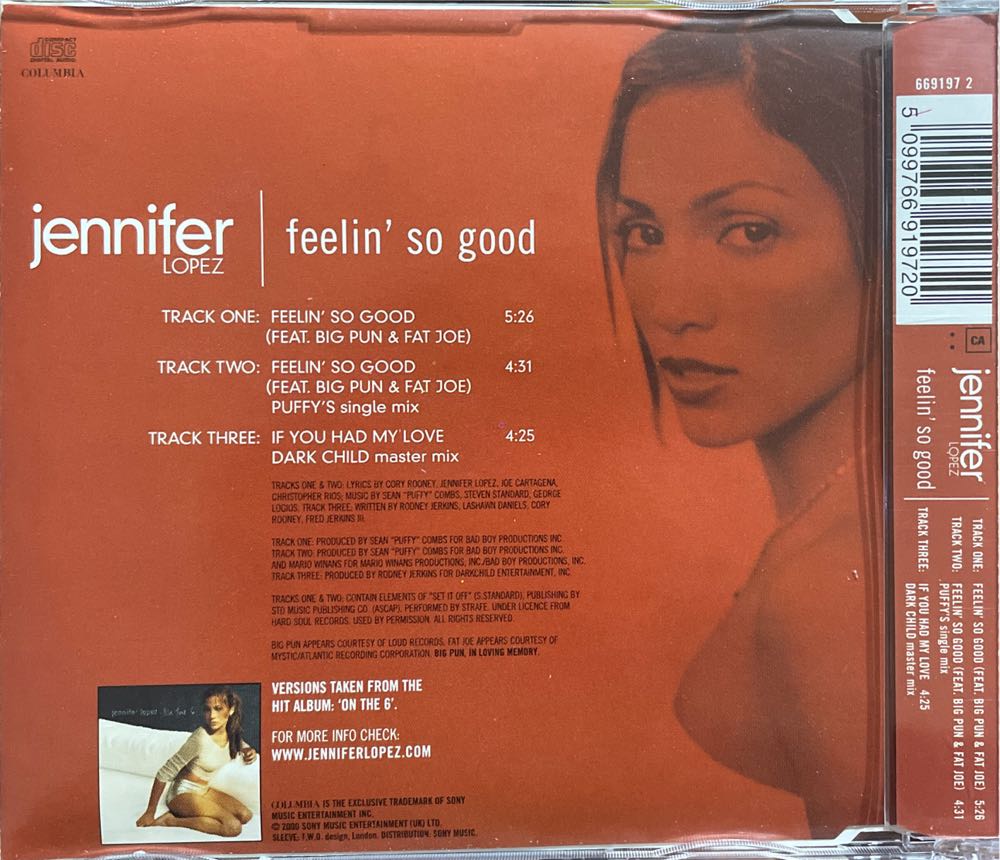 COMPACT
disc
DIGITAL AUDIO
COLUMBIA
jennifer
LOPEZ
feelin' so good
TRACK ONE: FEELIN' SO GOOD 5:26
(FEAT. BIG PUN & FAT JOE)
TRACK TWO: FEELIN' SO GOOD 4:31
(FEAT. BIG PUN & FAT JOE)
PUFFY'S single mix
TRACK THREE: IF YOU HAD MY LOVE 4:25
DARK CHILD master mix
TRACKS ONE & TWO: LYRICS BY CORY ROONEY, JENNIFER LOPEZ, JOE CARTAGENA,
CHRISTOPHER RIOS; MUSIC BY SEAN "PUFFY" COMBS, STEVEN STANDARD, GEORGE
LOGIOS. TRACK THREE: WRITTEN BY RODNEY JERKINS, LASHAWN DANIELS, CORY
ROONEY, FRED JERKINS III.
TRACK ONE: PRODUCED BY SEAN "PUFFY" COMBS FOR BAD BOY PRODUCTIONS INC.
TRACK TWO: PRODUCED BY SEAN "PUFFY" COMBS FOR BAD BOY PRODUCTIONS INC.
AND MARIO WINANS FOR MARIO WINANS PRODUCTIONS, INC./BAD BOY PRODUCTIONS, INC.
TRACK THREE: PRODUCED BY RODNEY JERKINS FOR DARKCHILD ENTERTAINMENT, INC.
TRACKS ONE & TWO: CONTAIN ELEMENTS OF "SET IT OFF" (S.STANDARD), PUBLISHING BY
STD MUSIC PUBLISHING CO. (ASCAP). PERFORMED BY STRAFE. UNDER LICENCE FROM
HARD SOUL RECORDS. USED BY PERMISSION. ALL RIGHTS RESERVED.
BIG PUN APPEARS COURTESY OF LOUD RECORDS. FAT JOE APPEARS COURTESY OF
MYSTIC/ATLANTIC RECORDING CORPORATION. BIG PUN, IN LOVING MEMORY.
jennifer lopez on the 6
VERSIONS TAKEN FROM THE
HIT ALBUM: 'ON THE 6'.
FOR MORE INFO CHECK:
WWW.JENNIFERLOPEZ.COM
COLUMBIA IS THE EXCLUSIVE TRADEMARK OF SONY
MUSIC ENTERTAINMENT INC.
© 2000 SONY MUSIC ENTERTAINMENT (UK) LTD.
SLEEVE: T.W.O. design, London. DISTRIBUTION: SONY MUSIC.
669197 2
5 099766 919720
CA
jennifer
LOPEZ
feelin' so good
TRACK ONE: FEELIN' SO GOOD (FEAT. BIG PUN & FAT JOE) 5:26
TRACK TWO: FEELIN' SO GOOD (FEAT. BIG PUN & FAT JOE) 4:31
PUFFY'S single mix
TRACK THREE: IF YOU HAD MY LOVE 4:25
DARK CHILD master mix